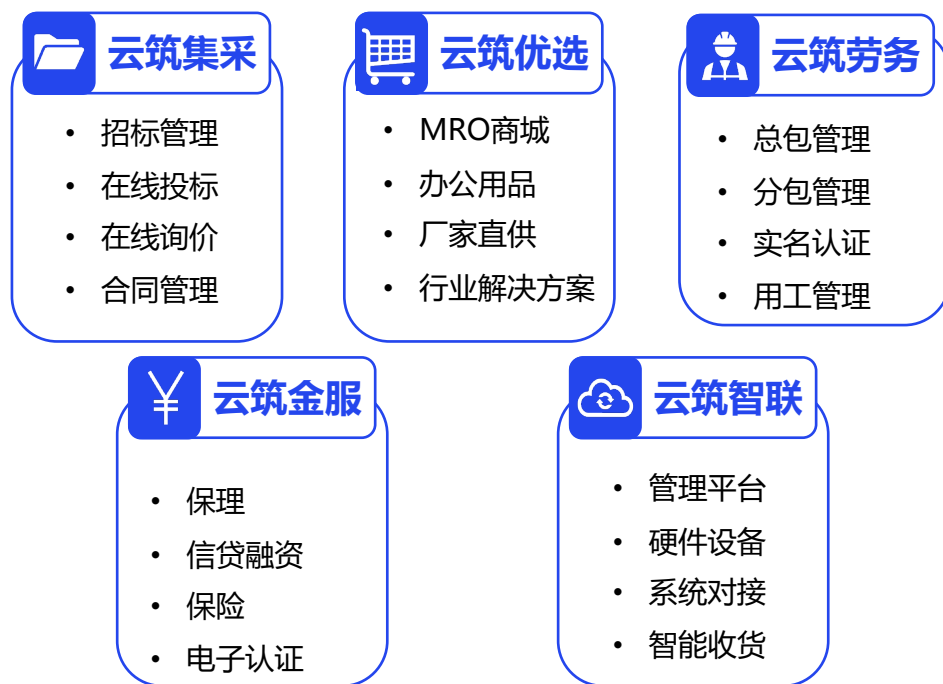 云筑集采
• 招标管理
• 在线投标
• 在线询价
• 合同管理
云筑优选
• MRO商城
• 办公用品
• 厂家直供
• 行业解决方案
云筑劳务
• 总包管理
• 分包管理
• 实名认证
• 用工管理
云筑金服
• 保理
• 信贷融资
• 保险
• 电子认证
云筑智联
• 管理平台
• 硬件设备
• 系统对接
• 智能收货